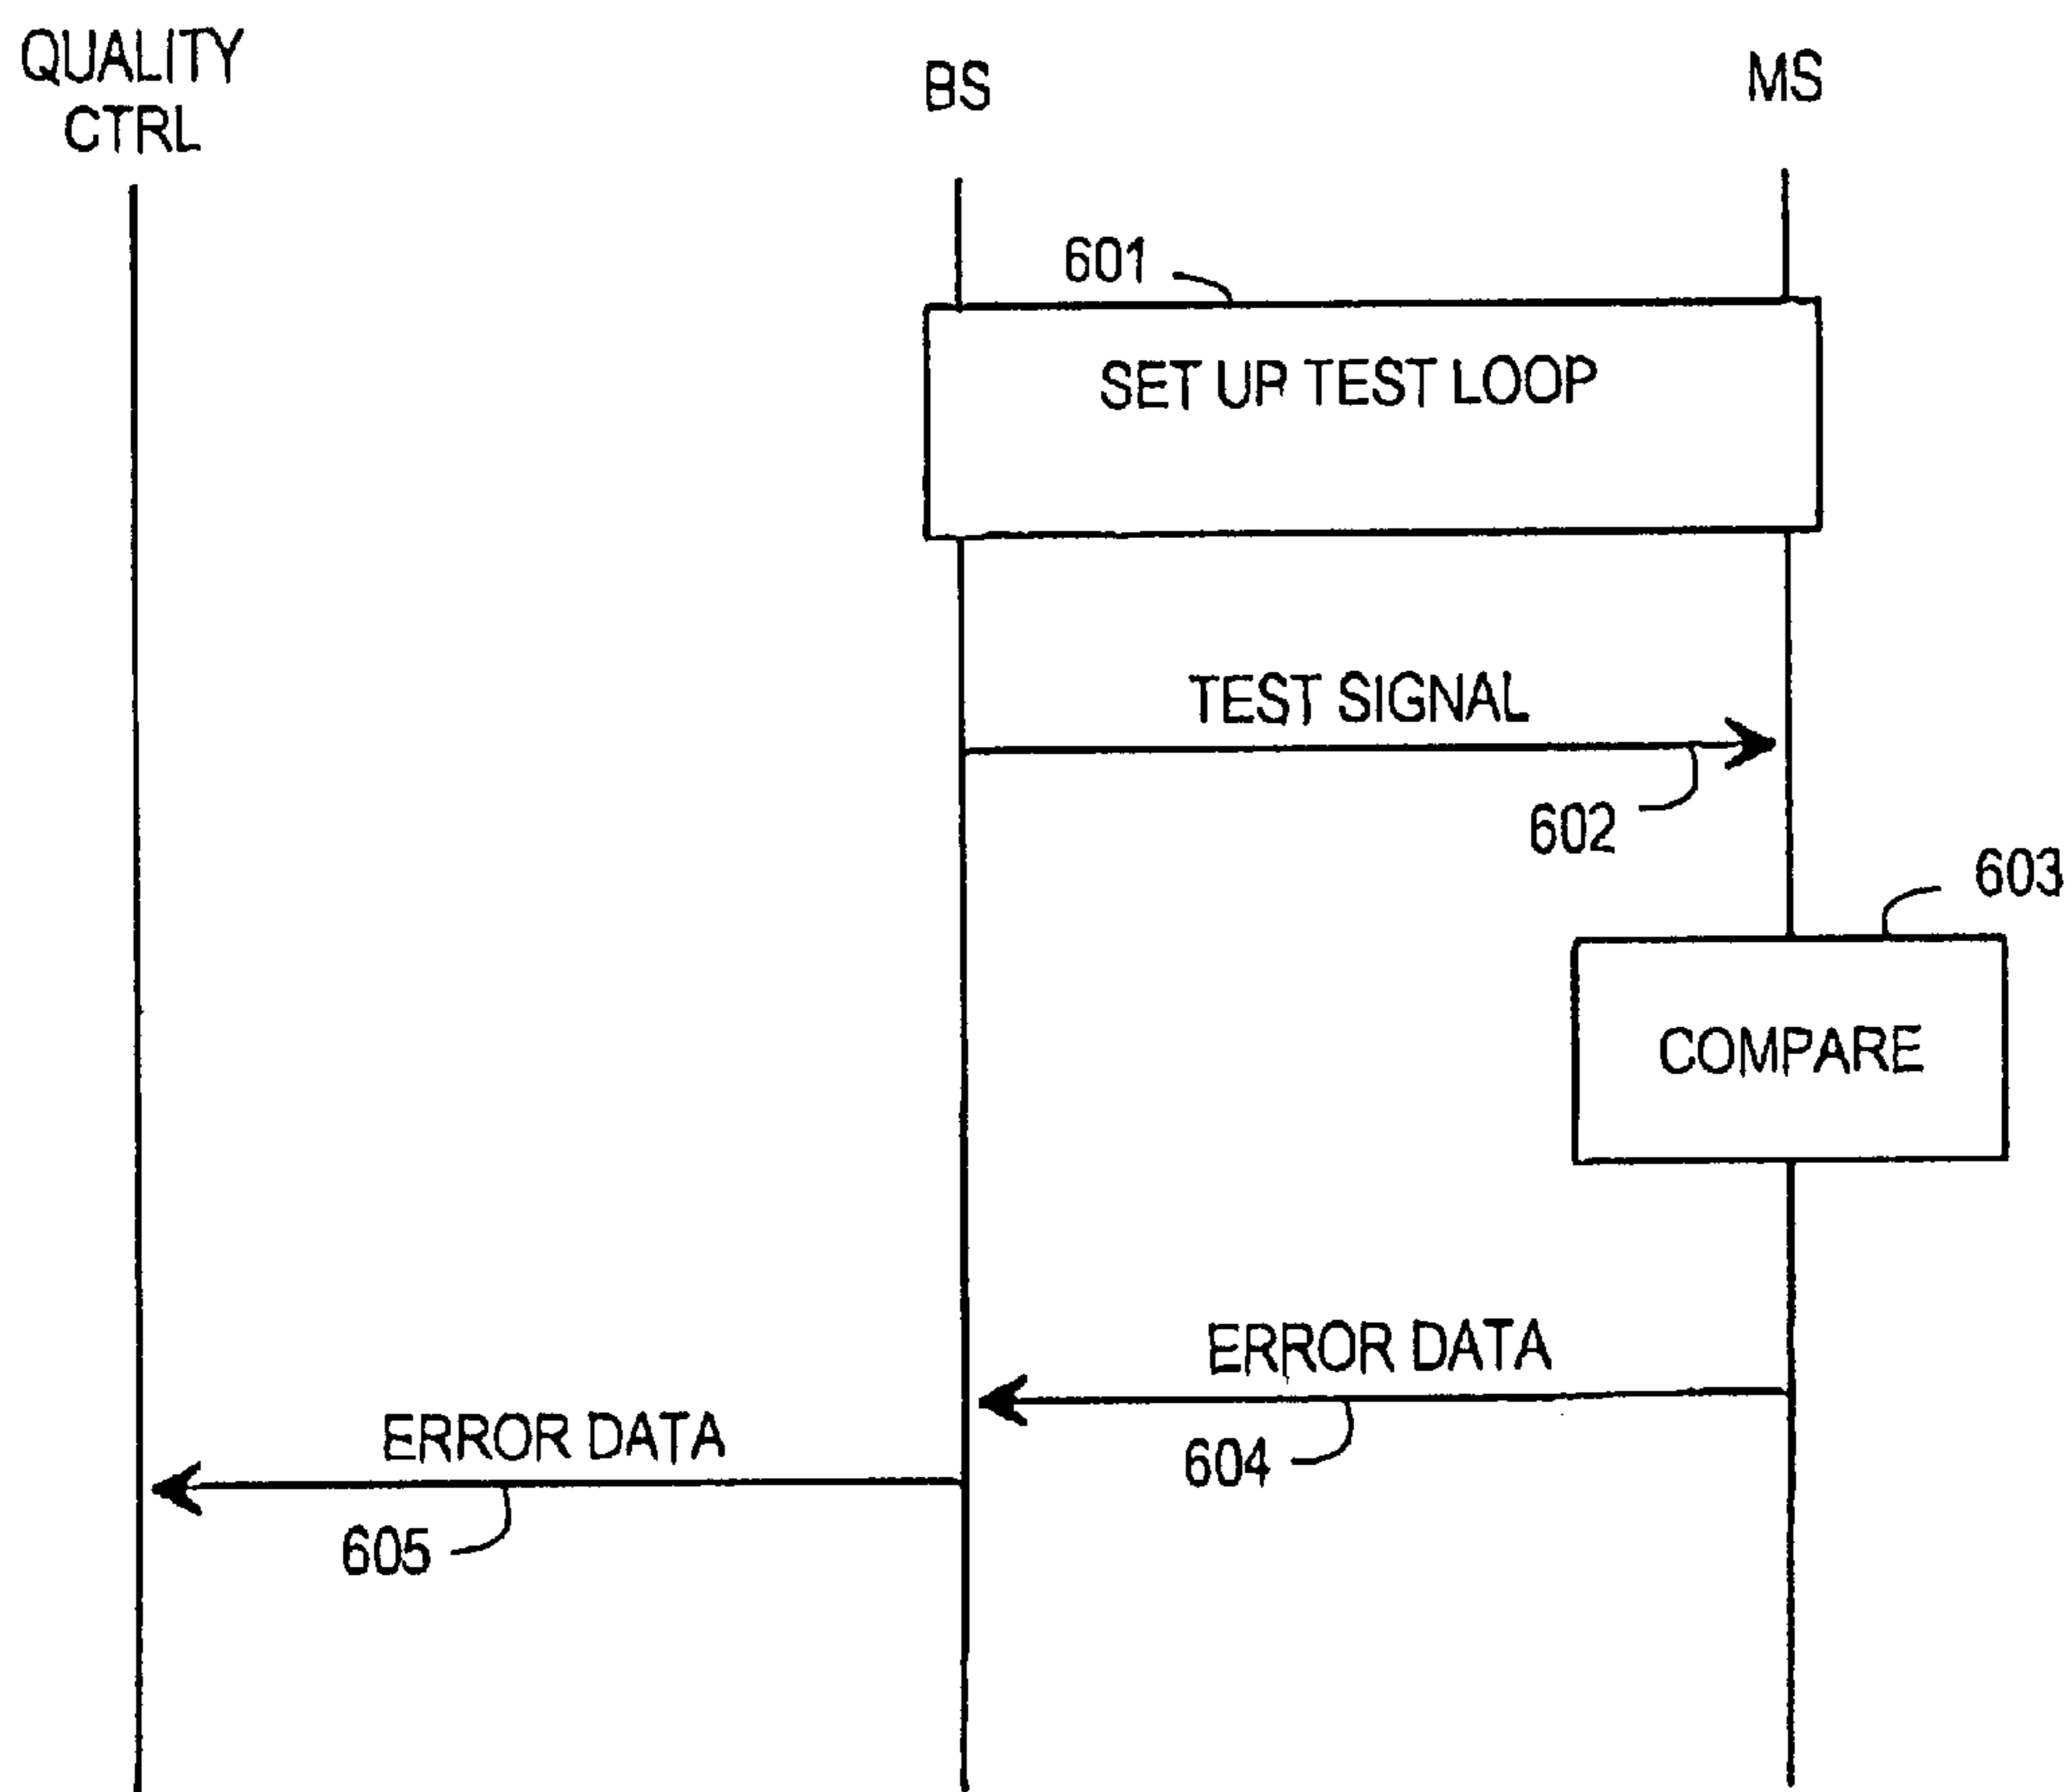 QUALITY
CTRL
BS
MS
601
SET UP TEST LOOP
TEST SIGNAL
602
603
COMPARE
ERROR DATA
604
ERROR DATA
605